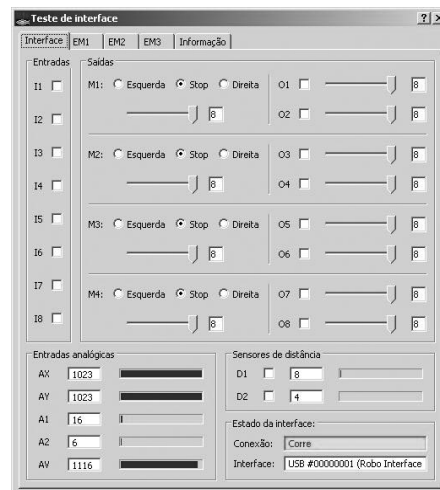 Teste de interface
Interface EM1 EM2 EM3 Informação
Entradas
I1
I2
I3
I4
I5
I6
I7
I8
Saídas
M1: Esquerda Stop Direita
8
O1 8
O2 8
M2: Esquerda Stop Direita
8
O3 8
O4 8
M3: Esquerda Stop Direita
8
O5 8
O6 8
M4: Esquerda Stop Direita
8
O7 8
O8 8
Entradas analógicas
AX 1023
AY 1023
A1 16
A2 6
AV 1116
Sensores de distância
D1 8
D2 4
Estado da interface:
Conexão: Corre
Interface: USB #00000001 (Robo Interface